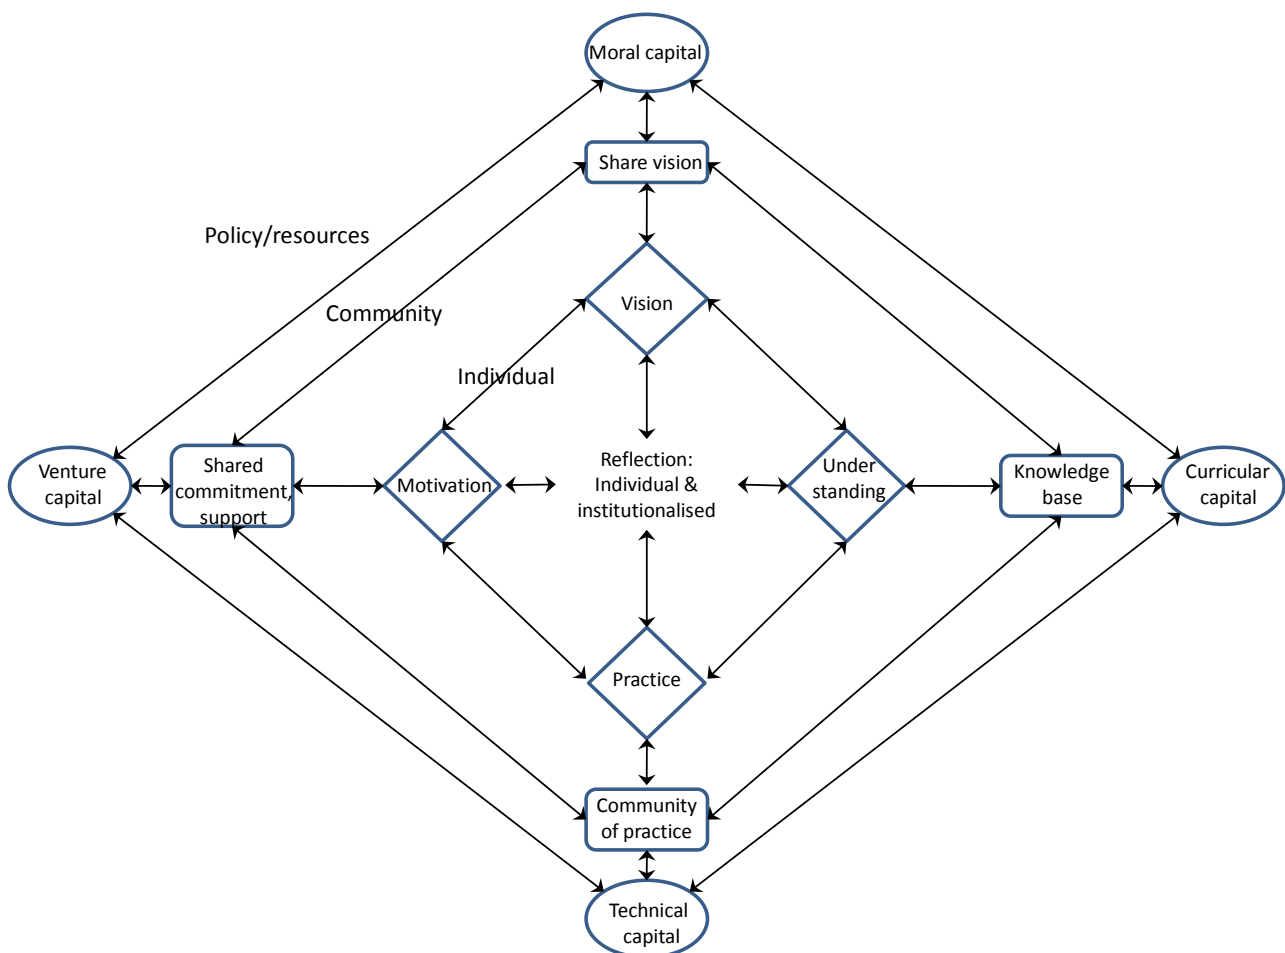 Moral capital
Share vision
Policy/resources
Vision
Community
Individual
Venture
capital
Shared
commitment,
support
Motivation
Reflection:
Individual &
institutionalised
Under
standing
Knowledge
base
Curricular
capital
Practice
Community
of practice
Technical
capital